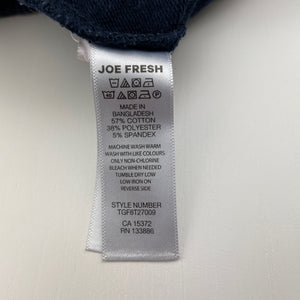 JOE FRESH
MADE IN
BANGLADESH
57% COTTON
38% POLYESTER
5% SPANDEX
MACHINE WASH WARM
WASH WITH LIKE COLOURS
ONLY NON-CHLORINE
BLEACH WHEN NEEDED
TUMBLE DRY LOW
LOW IRON ON
REVERSE SIDE
STYLE NUMBER
TGF8T27009
CA 15372
RN 133886